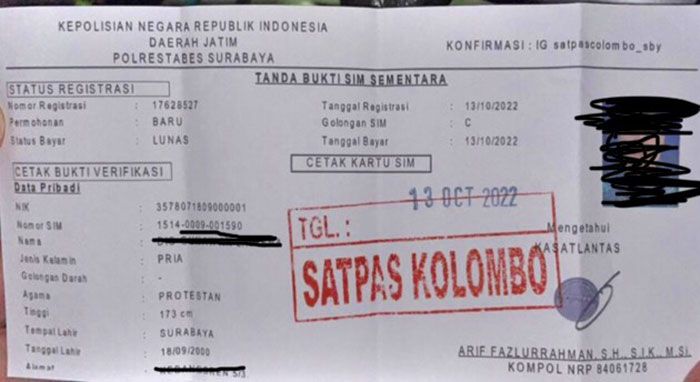 KEPOLISIAN NEGARA REPUBLIK INDONESIA
DAERAH JATIM
POLRESTABES SURABAYA
KONFIRMASI : IG satpascolombo_sby
TANDA BUKTI SIM SEMENTARA
STATUS REGISTRASI
Nomor Registrasi : 17628527
Tanggal Registrasi : 13/10/2022
Permohonan : BARU
Golongan SIM : C
Status Bayar : LUNAS
Tanggal Bayar : 13/10/2022
CETAK BUKTI VERIFIKASI
CETAK KARTU SIM
Data Pribadi
NIK : 3578071809000001
13 OCT 2022
Nomor SIM : 1514-0009-001590
TGL. :
SATPAS KOLOMBO
Mengetahui
KASATLANTAS
Nama :
Jenis Kelamin : PRIA
Golongan Darah : -
Agama : PROTESTAN
Tinggi : 173 cm
Tempat Lahir : SURABAYA
Tanggal Lahir : 18/09/2000
Alamat : S/3
ARIF FAZLURRAHMAN, S.H., S.I.K., M.Si.
KOMPOL NRP 84061728